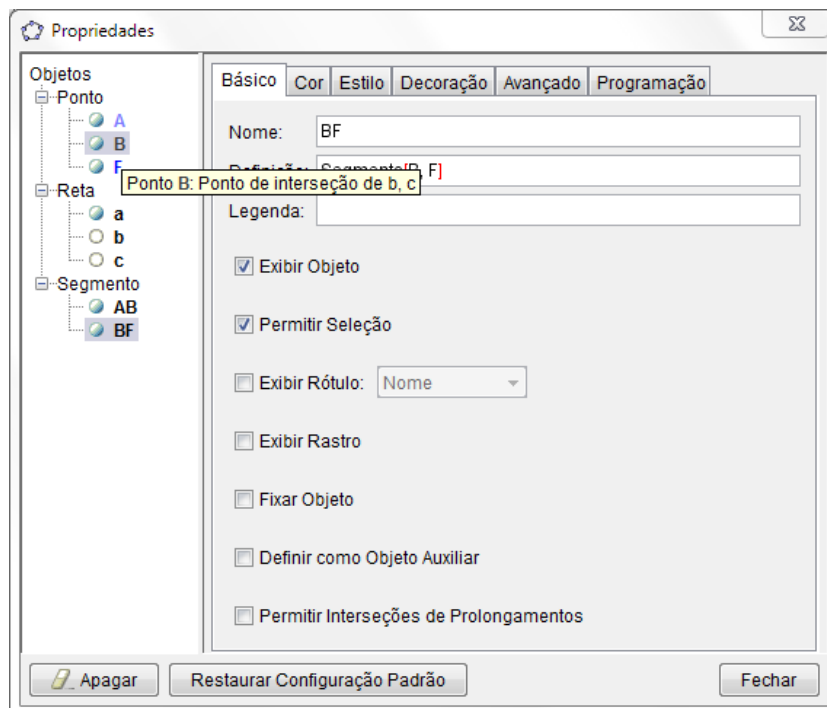 Propriedades
Objetos
Ponto
A
B
F
Reta
a
b
c
Segmento
AB
BF
Básico Cor Estilo Decoração Avançado Programação
Nome: BF
Definição: Segmento[B, F]
Ponto B: Ponto de interseção de b, c
Legenda:
Exibir Objeto
Permitir Seleção
Exibir Rótulo: Nome
Exibir Rastro
Fixar Objeto
Definir como Objeto Auxiliar
Permitir Interseções de Prolongamentos
Apagar Restaurar Configuração Padrão Fechar